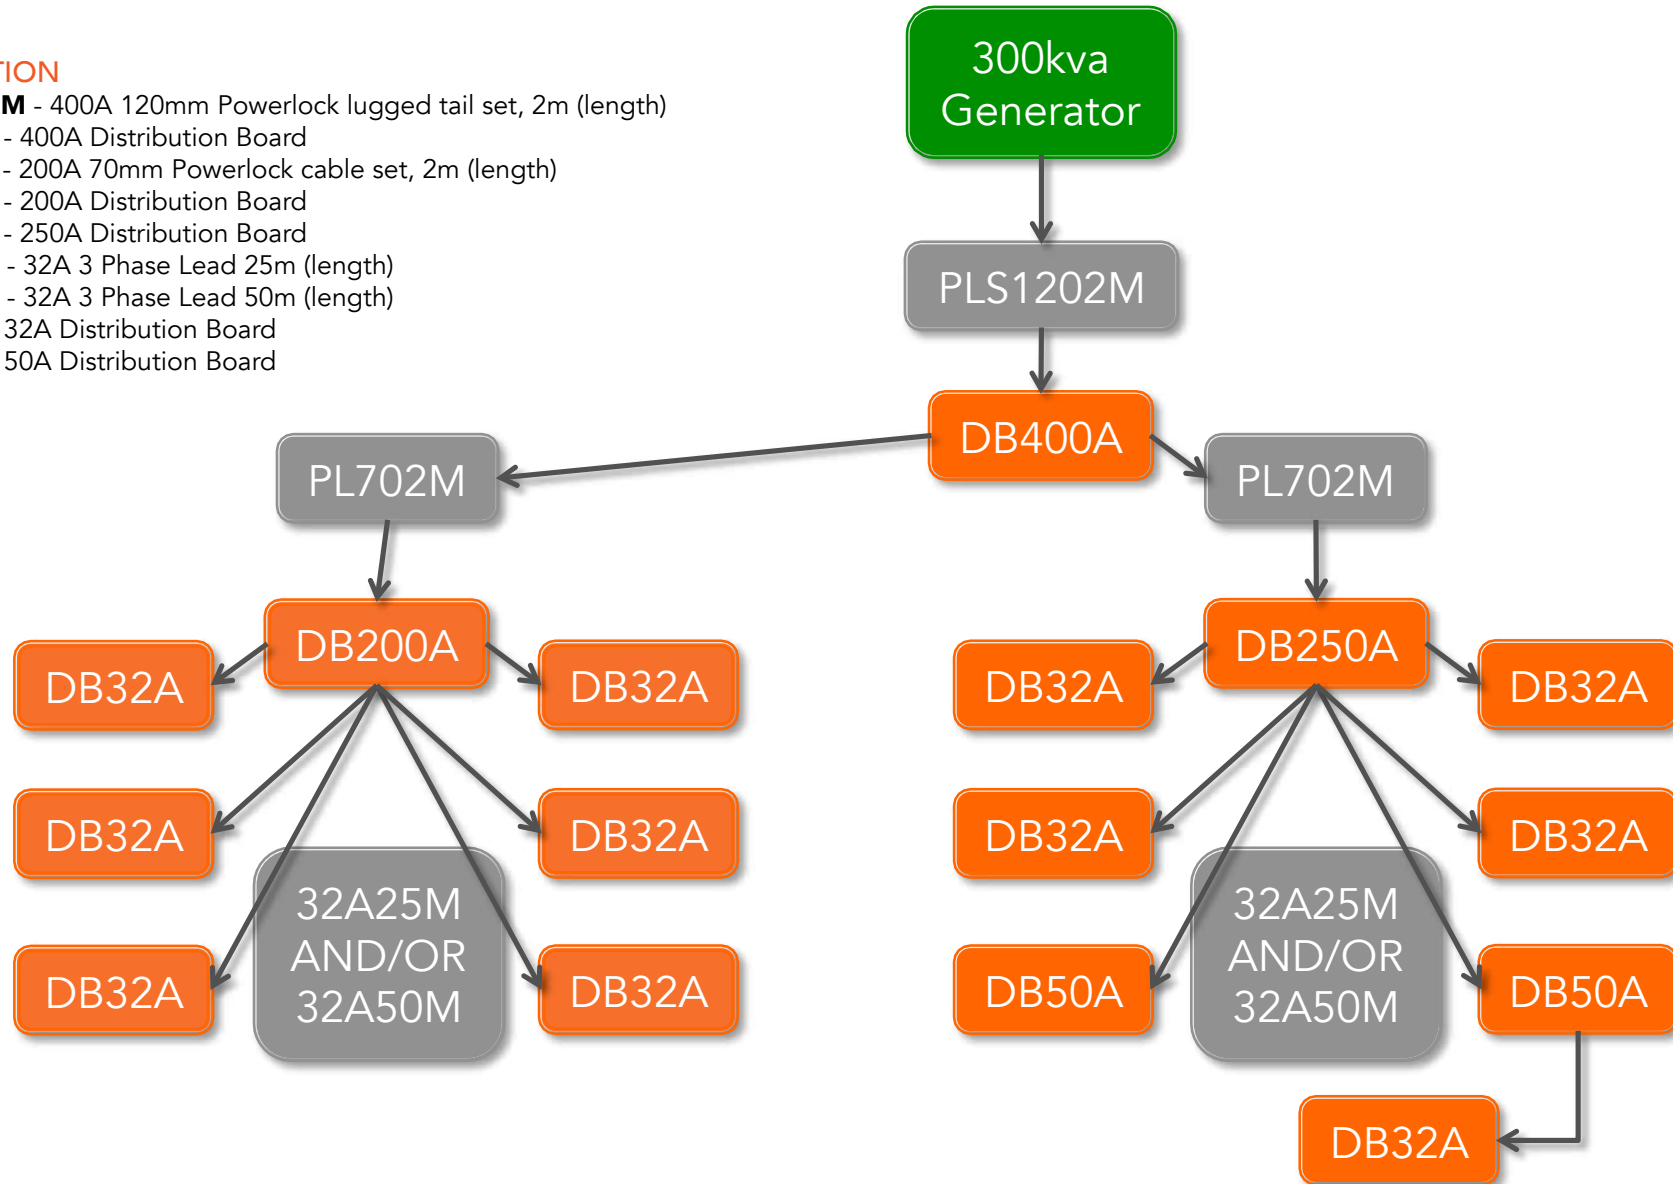 TION
M - 400A 120mm Powerlock lugged tail set, 2m (length)
- 400A Distribution Board
- 200A 70mm Powerlock cable set, 2m (length)
- 200A Distribution Board
- 250A Distribution Board
- 32A 3 Phase Lead 25m (length)
- 32A 3 Phase Lead 50m (length)
32A Distribution Board
50A Distribution Board
300kva
Generator
PLS1202M
DB400A
PL702M
PL702M
DB200A
DB250A
DB32A
DB32A
DB32A
DB32A
DB32A
DB32A
DB32A
DB32A
32A25M
AND/OR
32A50M
32A25M
AND/OR
32A50M
DB32A
DB32A
DB50A
DB50A
DB32A